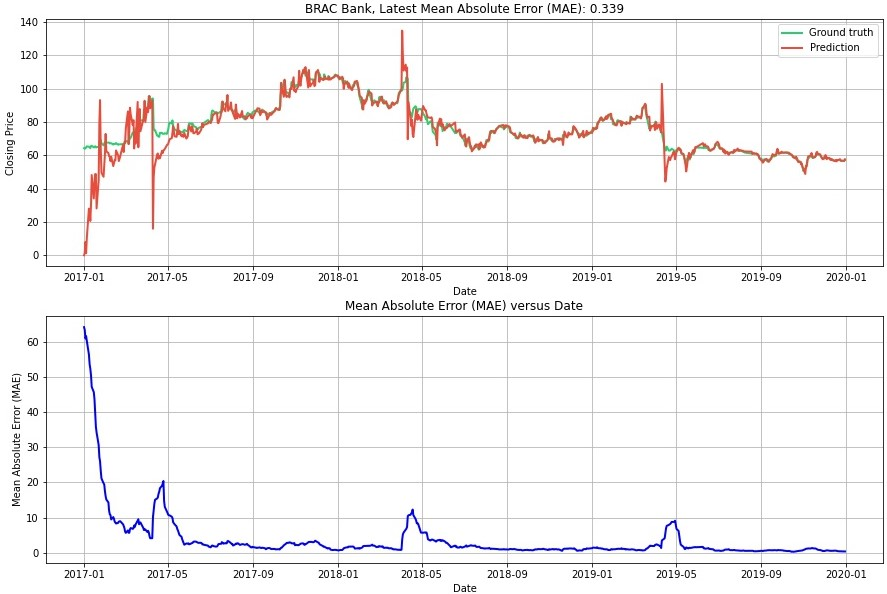 BRAC Bank, Latest Mean Absolute Error (MAE): 0.339
Closing Price
140
120
100
80
60
40
20
0
Ground truth
Prediction
2017-01 2017-05 2017-09 2018-01 2018-05 2018-09 2019-01 2019-05 2019-09 2020-01
Date
Mean Absolute Error (MAE) versus Date
Mean Absolute Error (MAE)
60
50
40
30
20
10
0
2017-01 2017-05 2017-09 2018-01 2018-05 2018-09 2019-01 2019-05 2019-09 2020-01
Date